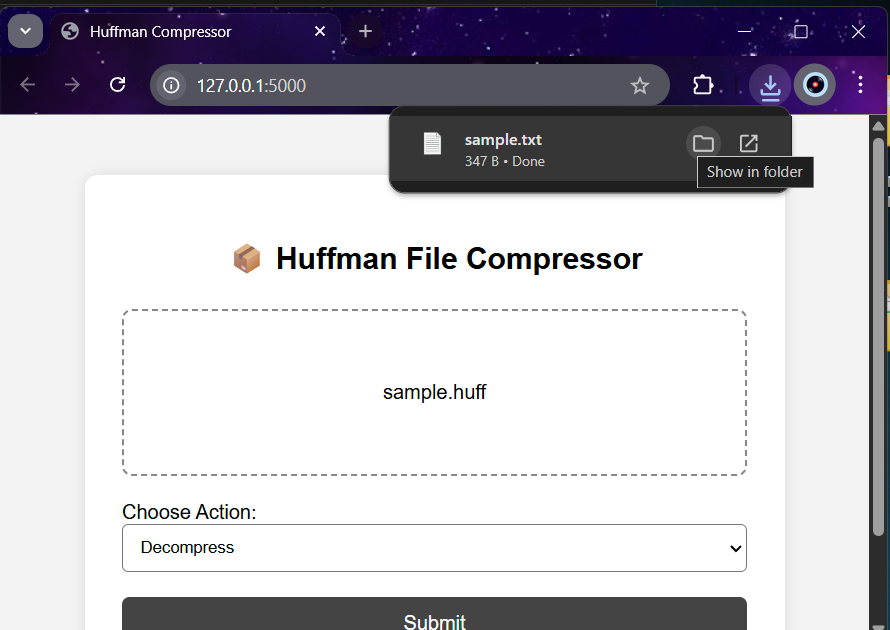 Huffman Compressor
127.0.0.1:5000
sample.txt
347 B • Done
Show in folder
Huffman File Compressor
sample.huff
Choose Action:
Decompress
Submit